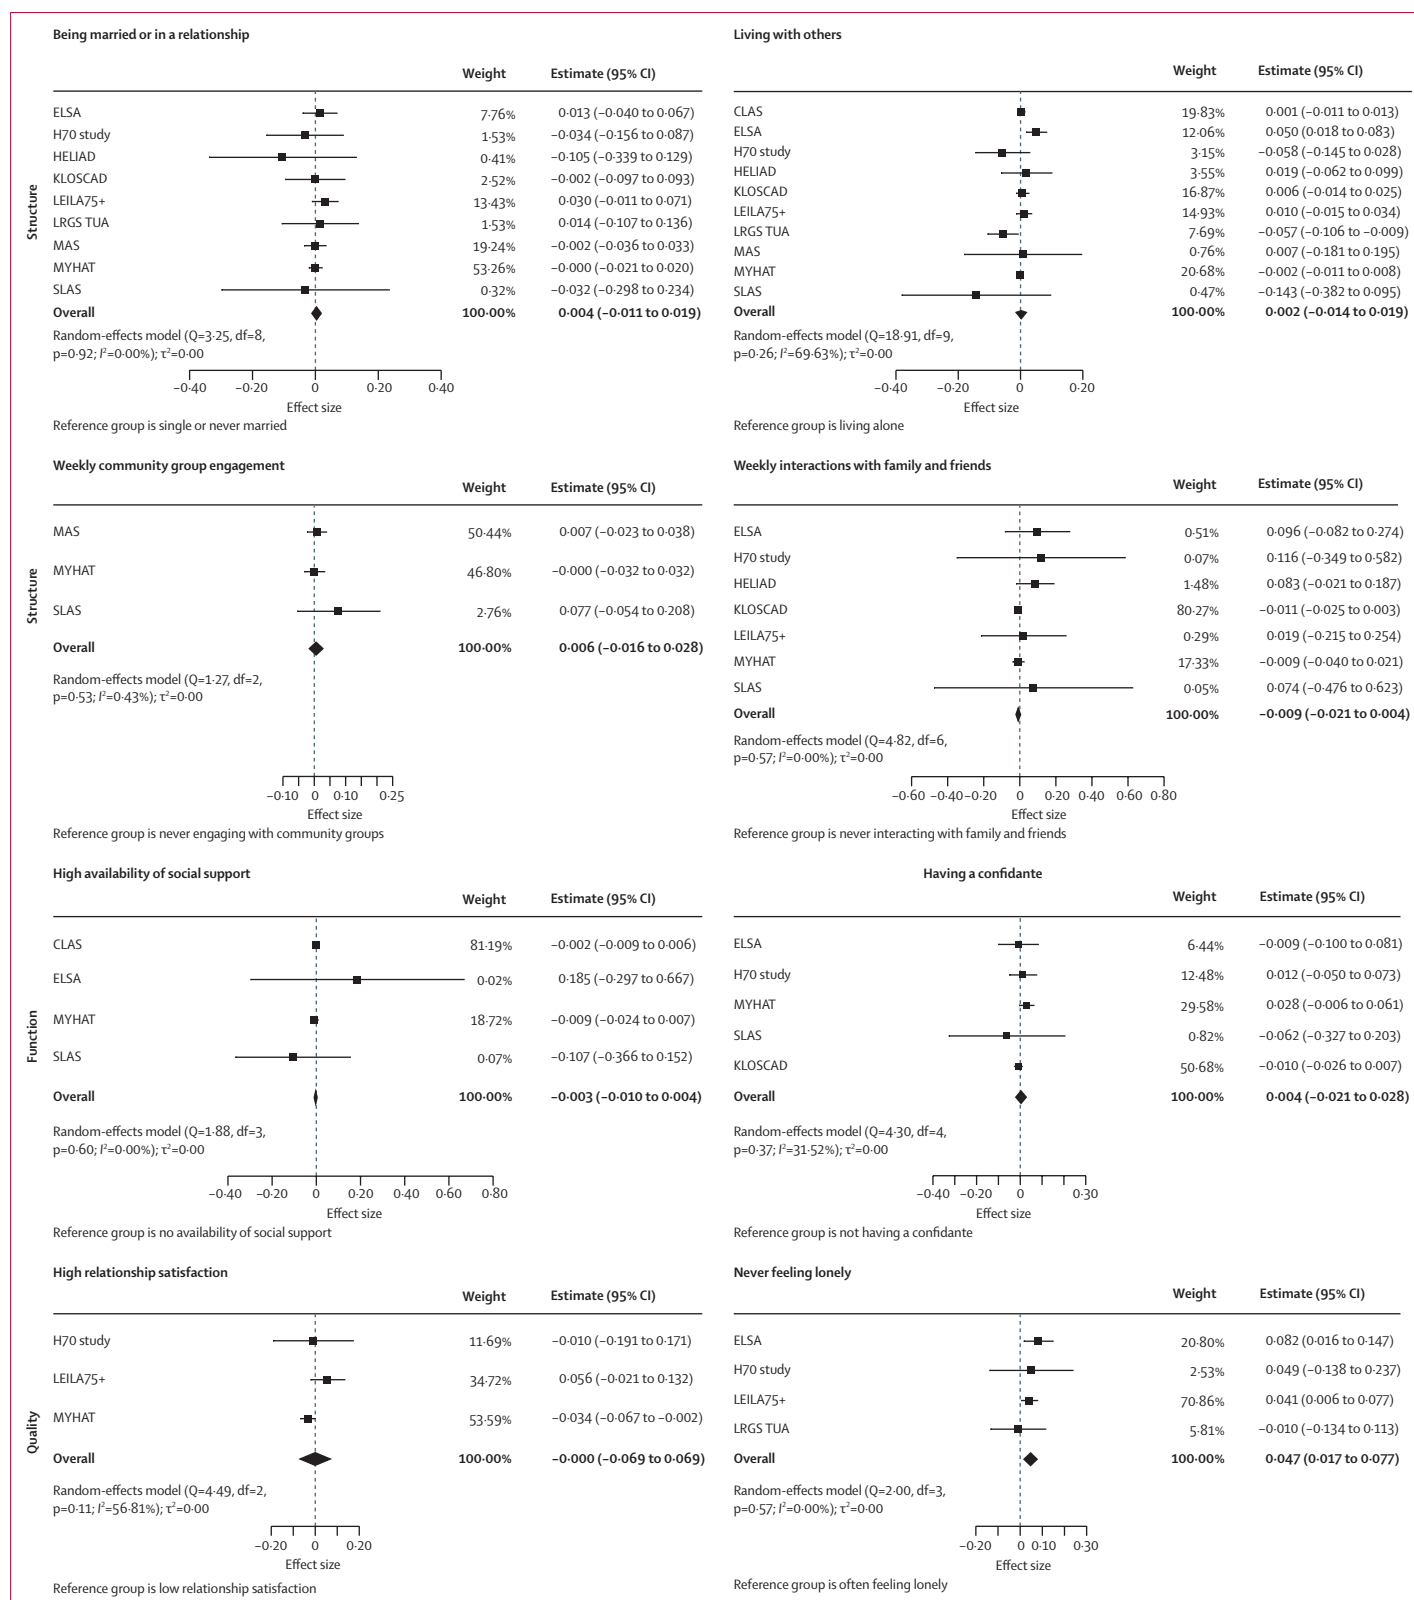 Being married or in a relationship
Weight Estimate (95% CI)
Structure
ELSA 7·76% 0·013 (–0·040 to 0·067)
H70 study 1·53% –0·034 (–0·156 to 0·087)
HELIAD 0·41% –0·105 (–0·339 to 0·129)
KLOSCAD 2·52% –0·002 (–0·097 to 0·093)
LEILA75+ 13·43% 0·030 (–0·011 to 0·071)
LRGS TUA 1·53% 0·014 (–0·107 to 0·136)
MAS 19·24% –0·002 (–0·036 to 0·033)
MYHAT 53·26% –0·000 (–0·021 to 0·020)
SLAS 0·32% –0·032 (–0·298 to 0·234)
Overall 100·00% 0·004 (–0·011 to 0·019)
Random-effects model (Q=3·25, df=8,
p=0·92; I²=0·00%); τ²=0·00
–0·40 –0·20 0 0·20 0·40
Effect size
Reference group is single or never married
Living with others
Weight Estimate (95% CI)
CLAS 19·83% 0·001 (–0·011 to 0·013)
ELSA 12·06% 0·050 (0·018 to 0·083)
H70 study 3·15% –0·058 (–0·145 to 0·028)
HELIAD 3·55% 0·019 (–0·062 to 0·099)
KLOSCAD 16·87% 0·006 (–0·014 to 0·025)
LEILA75+ 14·93% 0·010 (–0·015 to 0·034)
LRGS TUA 7·69% –0·057 (–0·106 to –0·009)
MAS 0·76% 0·007 (–0·181 to 0·195)
MYHAT 20·68% –0·002 (–0·011 to 0·008)
SLAS 0·47% –0·143 (–0·382 to 0·095)
Overall 100·00% 0·002 (–0·014 to 0·019)
Random-effects model (Q=18·91, df=9,
p=0·26; I²=69·63%); τ²=0·00
–0·40 –0·20 0 0·20
Effect size
Reference group is living alone
Weekly community group engagement
Weight Estimate (95% CI)
Structure
MAS 50·44% 0·007 (–0·023 to 0·038)
MYHAT 46·80% –0·000 (–0·032 to 0·032)
SLAS 2·76% 0·077 (–0·054 to 0·208)
Overall 100·00% 0·006 (–0·016 to 0·028)
Random-effects model (Q=1·27, df=2,
p=0·53; I²=0·43%); τ²=0·00
–0·10 0 0·10 0·25
Effect size
Reference group is never engaging with community groups
Weekly interactions with family and friends
Weight Estimate (95% CI)
ELSA 0·51% 0·096 (–0·082 to 0·274)
H70 study 0·07% 0·116 (–0·349 to 0·582)
HELIAD 1·48% 0·083 (–0·021 to 0·187)
KLOSCAD 80·27% –0·011 (–0·025 to 0·003)
LEILA75+ 0·29% 0·019 (–0·215 to 0·254)
MYHAT 17·33% –0·009 (–0·040 to 0·021)
SLAS 0·05% 0·074 (–0·476 to 0·623)
Overall 100·00% –0·009 (–0·021 to 0·004)
Random-effects model (Q=4·82, df=6,
p=0·57; I²=0·00%); τ²=0·00
–0·60 –0·40 –0·20 0 0·20 0·40 0·60 0·80
Effect size
Reference group is never interacting with family and friends
High availability of social support
Weight Estimate (95% CI)
Function
CLAS 81·19% –0·002 (–0·009 to 0·006)
ELSA 0·02% 0·185 (–0·297 to 0·667)
MYHAT 18·72% –0·009 (–0·024 to 0·007)
SLAS 0·07% –0·107 (–0·366 to 0·152)
Overall 100·00% –0·003 (–0·010 to 0·004)
Random-effects model (Q=1·88, df=3,
p=0·60; I²=0·00%); τ²=0·00
–0·40 –0·20 0 0·20 0·40 0·60 0·80
Effect size
Reference group is no availability of social support
Having a confidante
Weight Estimate (95% CI)
ELSA 6·44% –0·009 (–0·100 to 0·081)
H70 study 12·48% 0·012 (–0·050 to 0·073)
MYHAT 29·58% 0·028 (–0·006 to 0·061)
SLAS 0·82% –0·062 (–0·327 to 0·203)
KLOSCAD 50·68% –0·010 (–0·026 to 0·007)
Overall 100·00% 0·004 (–0·021 to 0·028)
Random-effects model (Q=4·30, df=4,
p=0·37; I²=31·52%); τ²=0·00
–0·40 –0·20 0 0·30
Effect size
Reference group is not having a confidante
High relationship satisfaction
Weight Estimate (95% CI)
Quality
H70 study 11·69% –0·010 (–0·191 to 0·171)
LEILA75+ 34·72% 0·056 (–0·021 to 0·132)
MYHAT 53·59% –0·034 (–0·067 to –0·002)
Overall 100·00% –0·000 (–0·069 to 0·069)
Random-effects model (Q=4·49, df=2,
p=0·11; I²=56·81%); τ²=0·00
–0·20 0 0·20
Effect size
Reference group is low relationship satisfaction
Never feeling lonely
Weight Estimate (95% CI)
ELSA 20·80% 0·082 (0·016 to 0·147)
H70 study 2·53% 0·049 (–0·138 to 0·237)
LEILA75+ 70·86% 0·041 (0·006 to 0·077)
LRGS TUA 5·81% –0·010 (–0·134 to 0·113)
Overall 100·00% 0·047 (0·017 to 0·077)
Random-effects model (Q=2·00, df=3,
p=0·57; I²=0·00%); τ²=0·00
–0·20 0 0·10 0·30
Effect size
Reference group is often feeling lonely